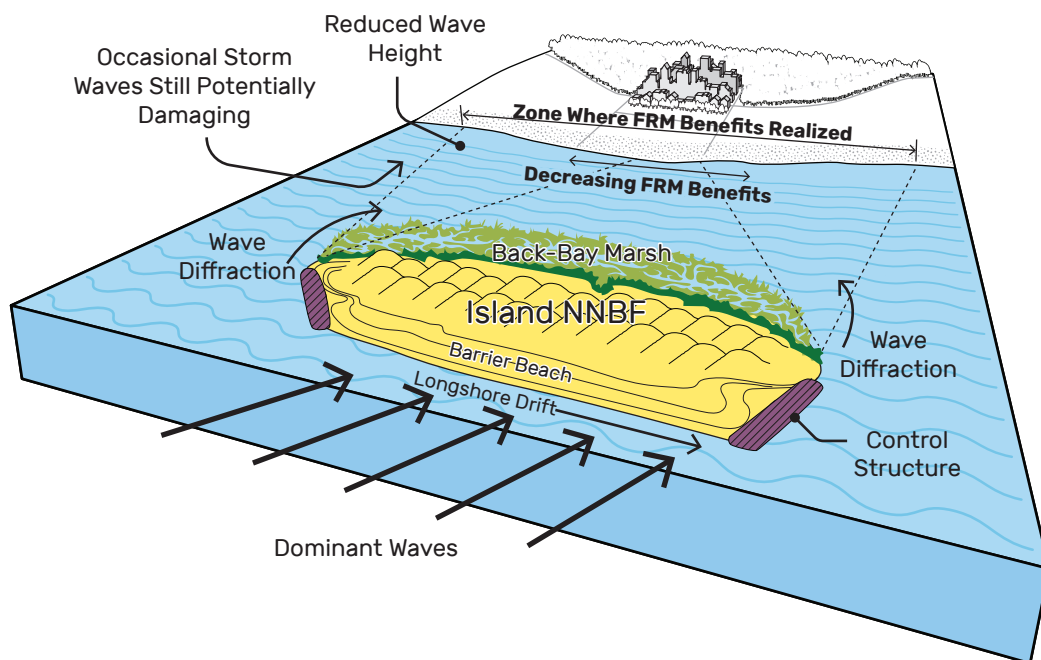 Reduced Wave
Height
Occasional Storm
Waves Still Potentially
Damaging
Zone Where FRM Benefits Realized
Decreasing FRM Benefits
Wave
Diffraction
Back-Bay Marsh
Island NNBF
Barrier Beach
Longshore Drift
Wave
Diffraction
Control
Structure
Dominant Waves